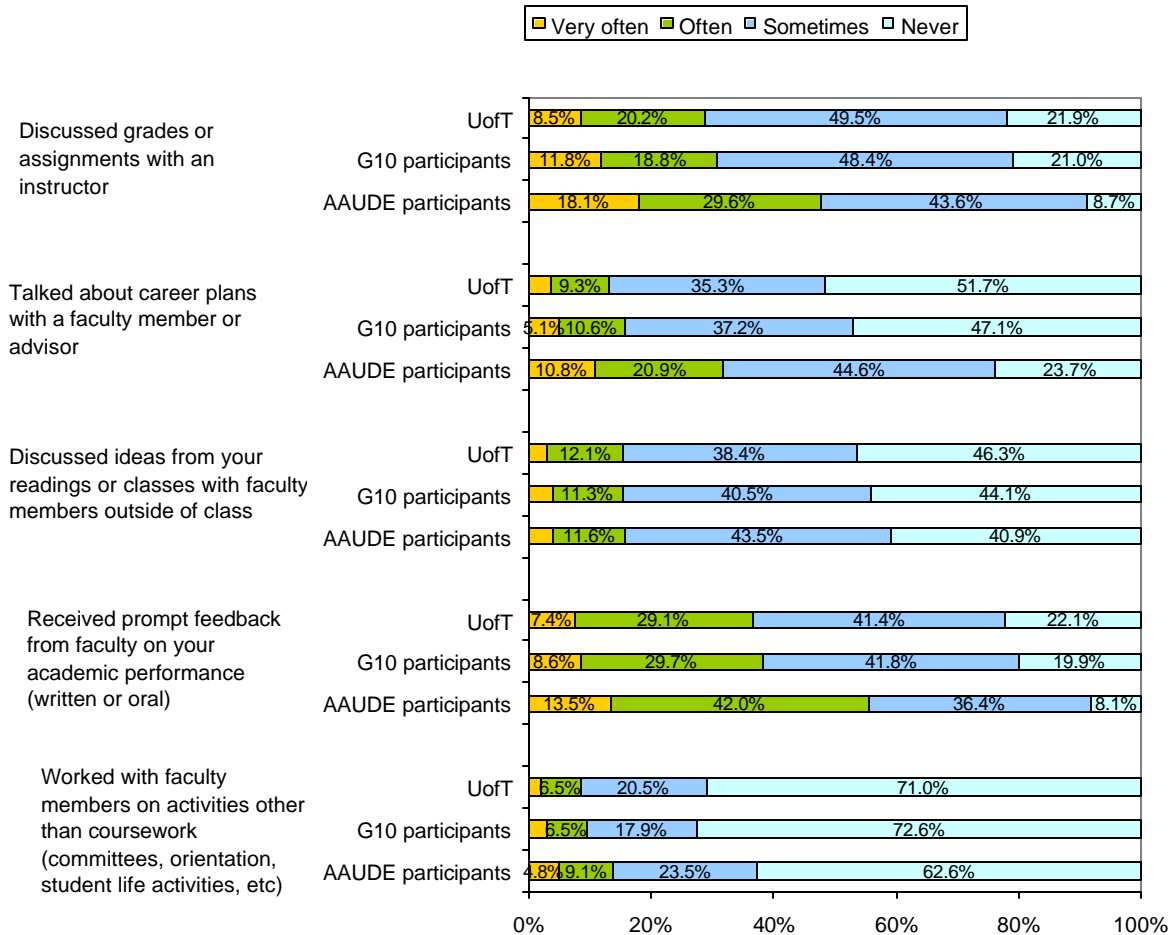 Very often Often Sometimes Never
Discussed grades or
assignments with an
instructor
UofT 8.5% 20.2% 49.5% 21.9%
G10 participants 11.8% 18.8% 48.4% 21.0%
AAUDE participants 18.1% 29.6% 43.6% 8.7%
Talked about career plans
with a faculty member or
advisor
UofT 9.3% 35.3% 51.7%
G10 participants 5.1% 10.6% 37.2% 47.1%
AAUDE participants 10.8% 20.9% 44.6% 23.7%
Discussed ideas from your
readings or classes with faculty
members outside of class
UofT 12.1% 38.4% 46.3%
G10 participants 11.3% 40.5% 44.1%
AAUDE participants 11.6% 43.5% 40.9%
Received prompt feedback
from faculty on your
academic performance
(written or oral)
UofT 7.4% 29.1% 41.4% 22.1%
G10 participants 8.6% 29.7% 41.8% 19.9%
AAUDE participants 13.5% 42.0% 36.4% 8.1%
Worked with faculty
members on activities other
than coursework
(committees, orientation,
student life activities, etc)
UofT 6.5% 20.5% 71.0%
G10 participants 6.5% 17.9% 72.6%
AAUDE participants 4.8% 9.1% 23.5% 62.6%
0% 20% 40% 60% 80% 100%